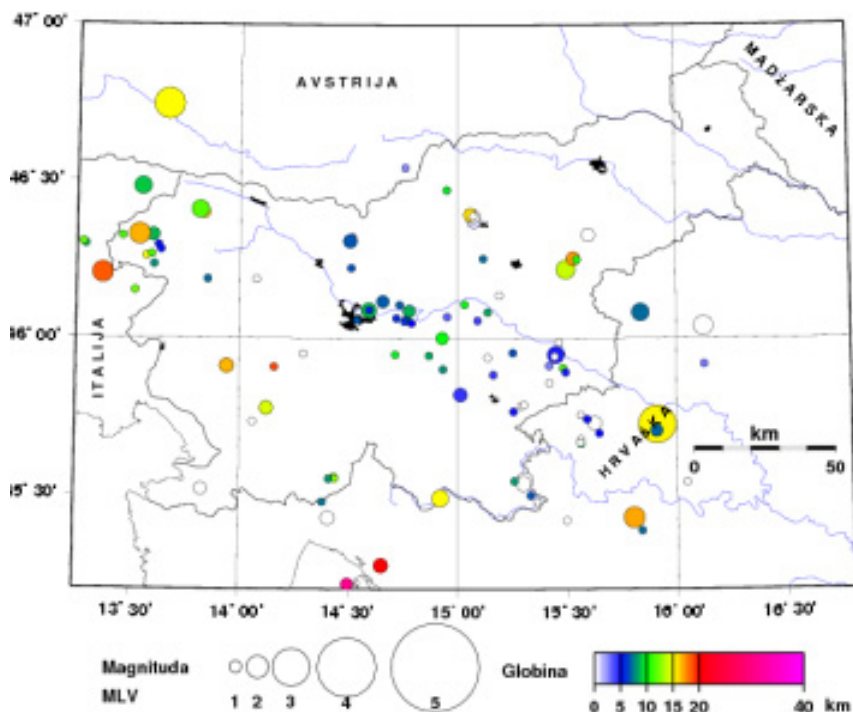 47° 00'
AVSTRIJA
MADŽARSKA
46° 30'
46° 00'
ITALIJA
HRVAŠKA
km
0 50
45° 30'
13° 30' 14° 00' 14° 30' 15° 00' 15° 30' 16° 00' 16° 30'
Magnituda
MLV
1 2 3 4 5
Globina
0 5 10 15 20 40 km